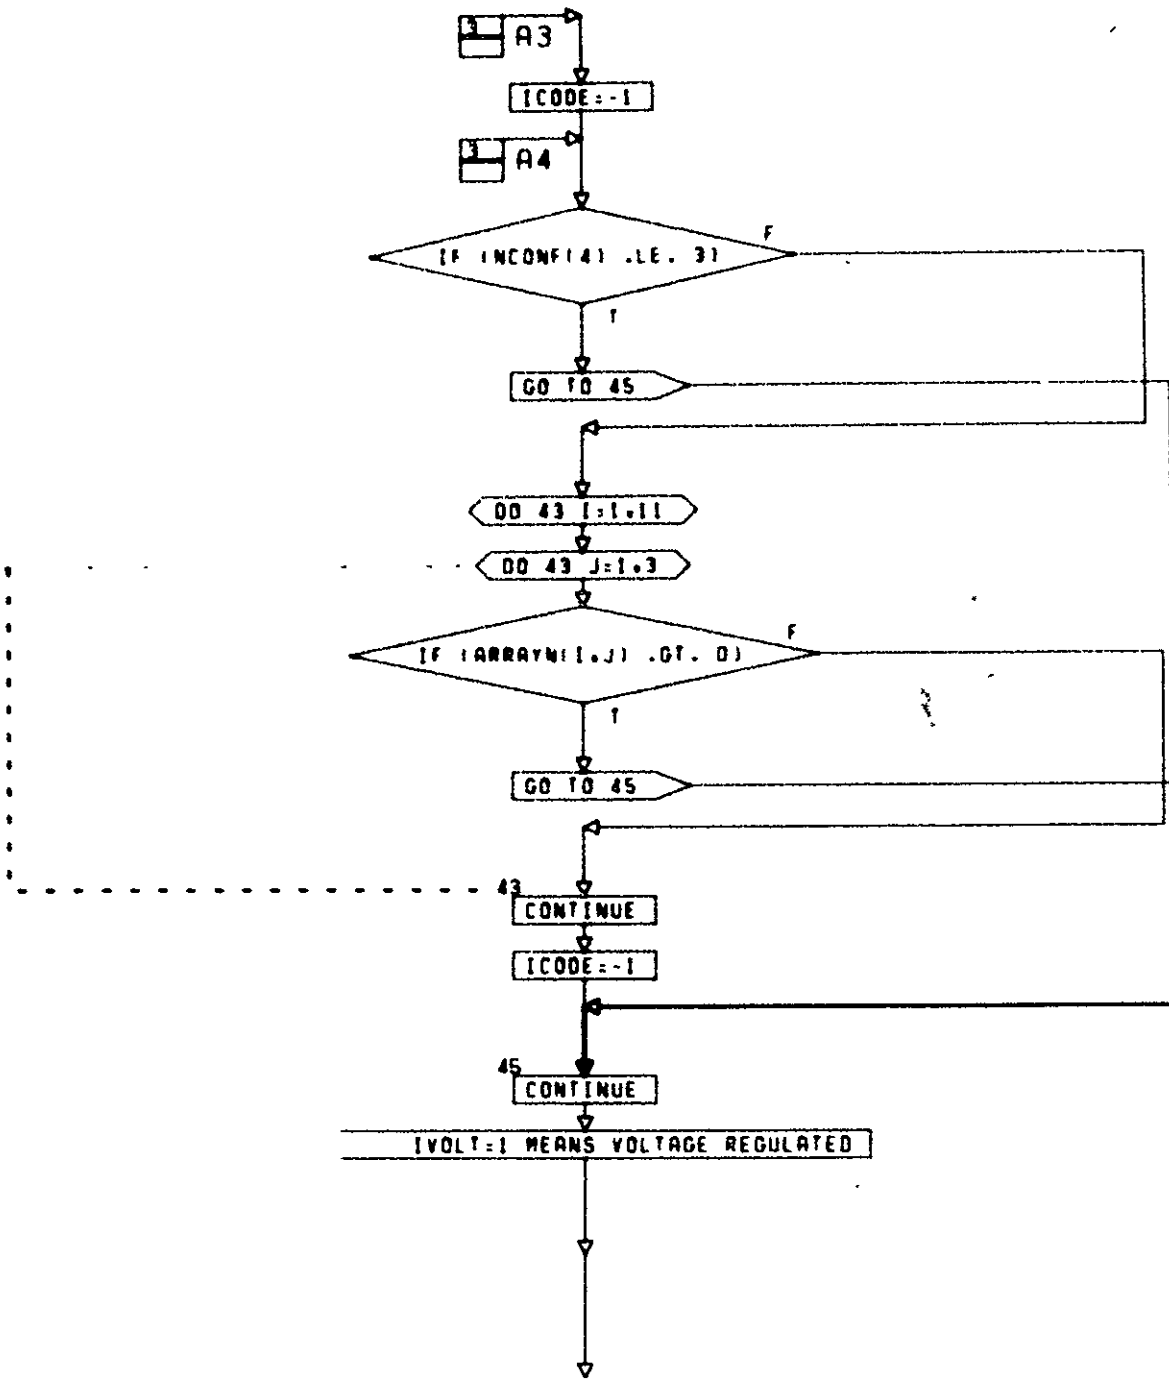 3
A3
ICODE=-1
3
A4
IF (NCONF(4) .LE. 3)
F
T
GO TO 45
DO 43 I=1,11
DO 43 J=1,3
IF (ARRAYN(I,J) .GT. 0)
F
T
GO TO 45
43
CONTINUE
ICODE=-1
45
CONTINUE
IVOLT=1 MEANS VOLTAGE REGULATED